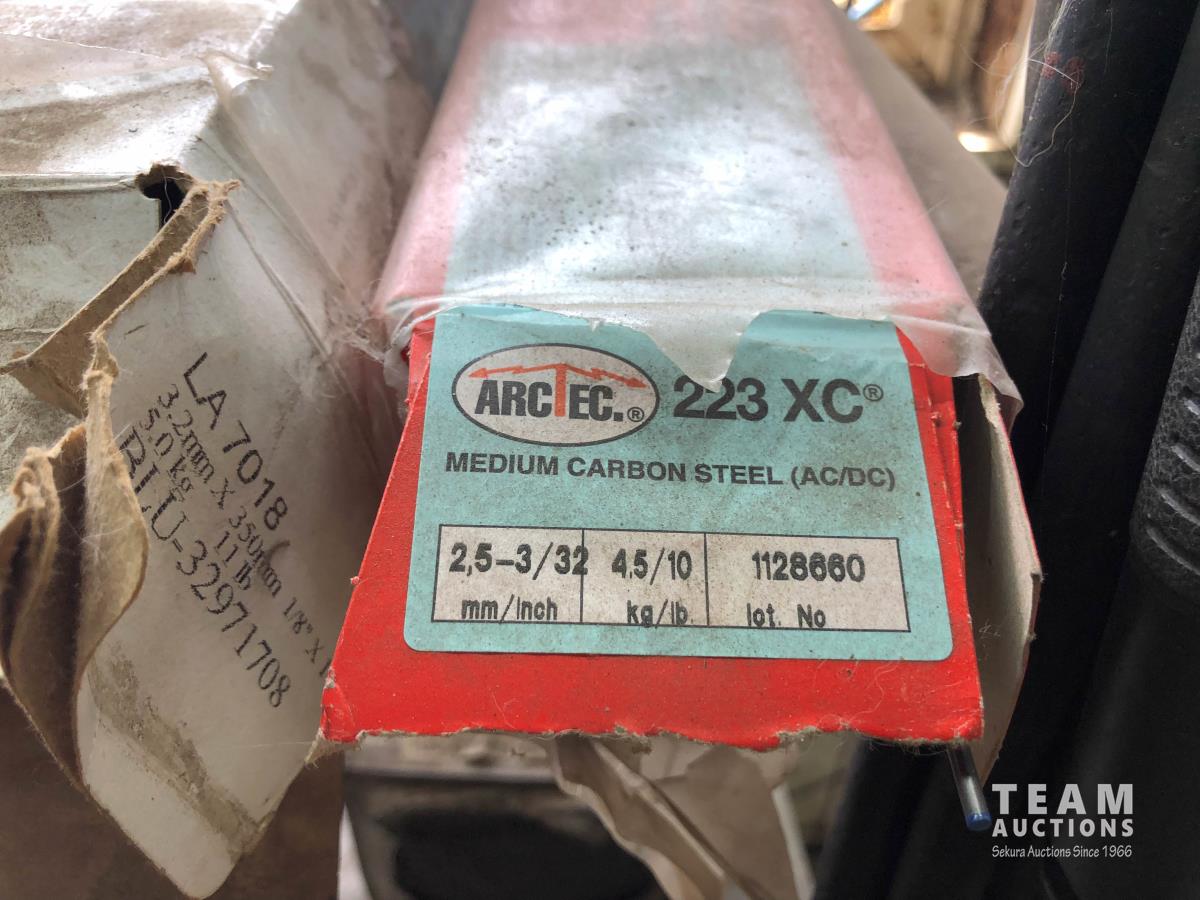 LA 7018
3.2mm X 350mm 1/8" X 1
5.0 kg 11 lb
BLU-32971708
ARCTEC.® 223 XC®
MEDIUM CARBON STEEL (AC/DC)
2,5-3/32 4,5/10 1128660
mm/inch kg/lb. lot. No
TEAM
AUCTIONS
Sekura Auctions Since 1966